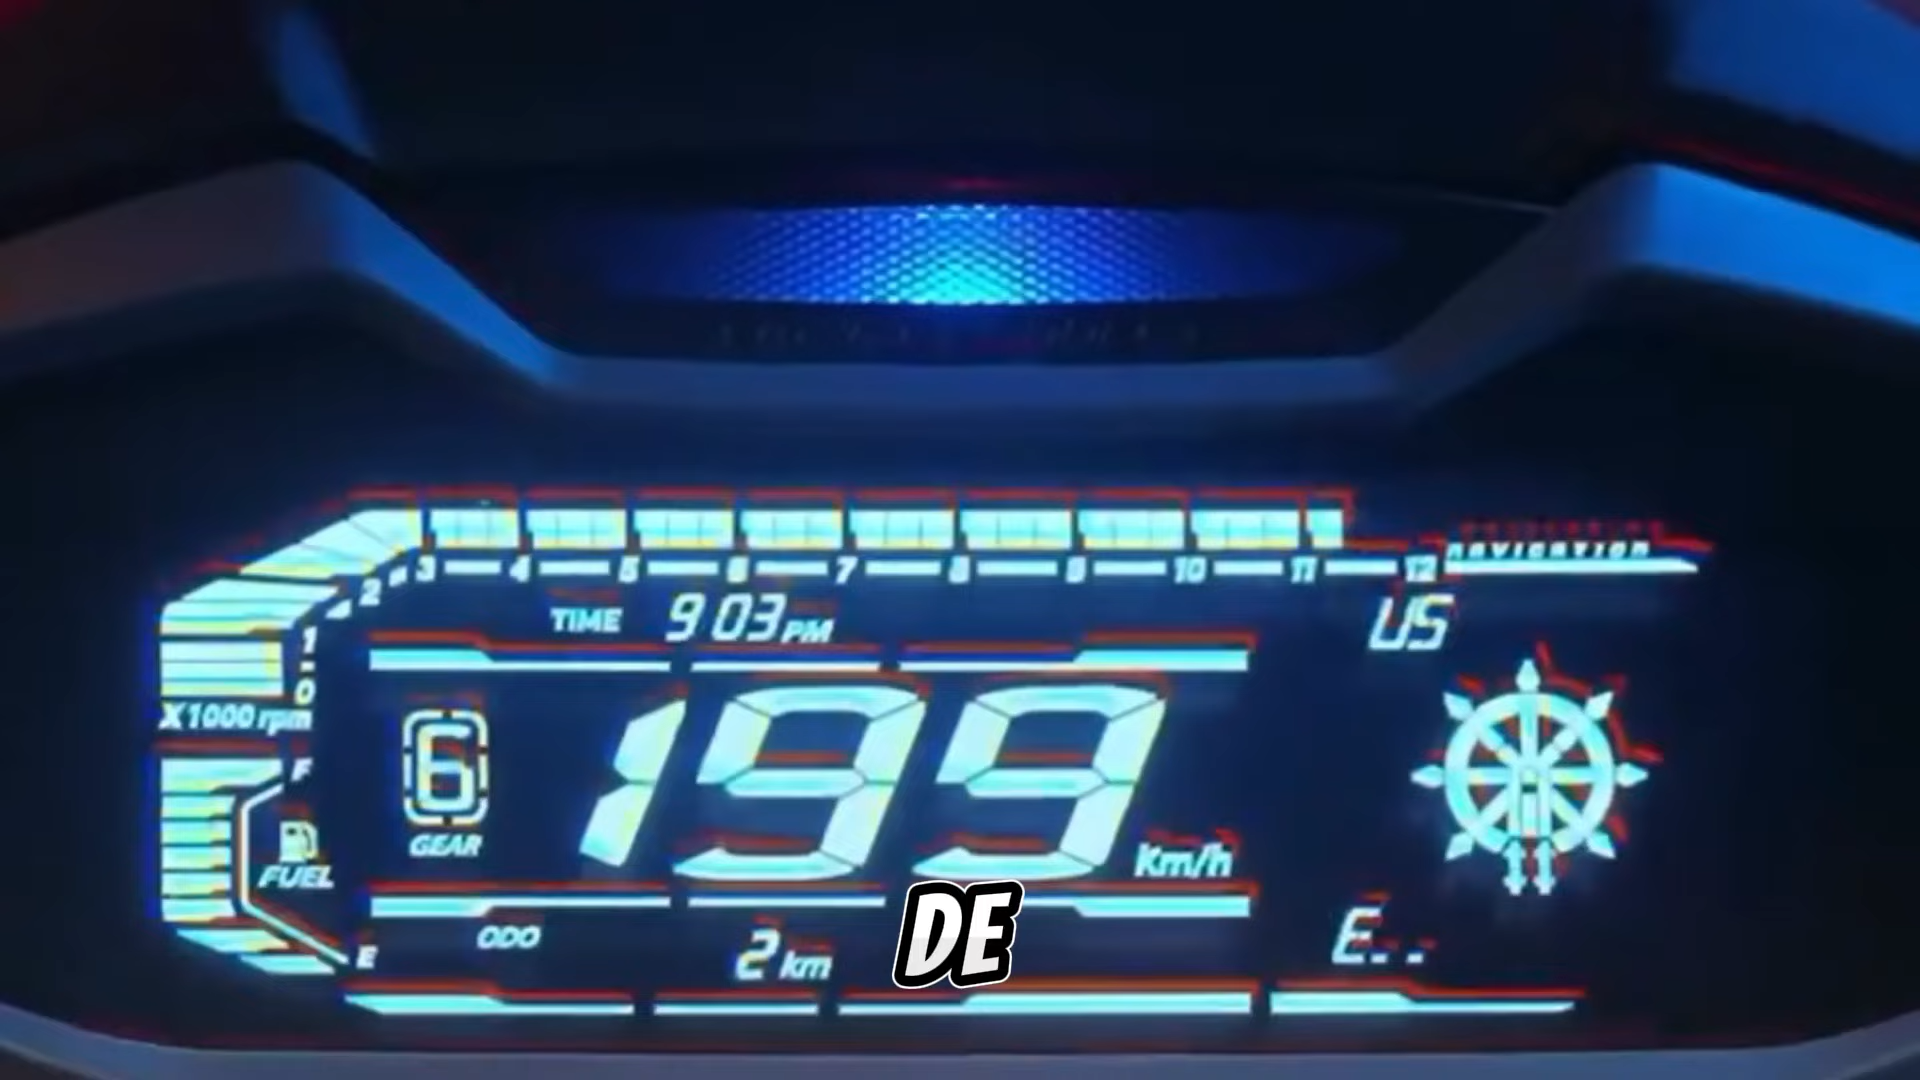 NAVIGATION
3 4 5 6 7 8 9 10 11 12
2
1
0
TIME 9 03 PM
US
X1000 rpm
F
6
GEAR
199 Km/h
FUEL
E
ODO
2 km
DE
E..